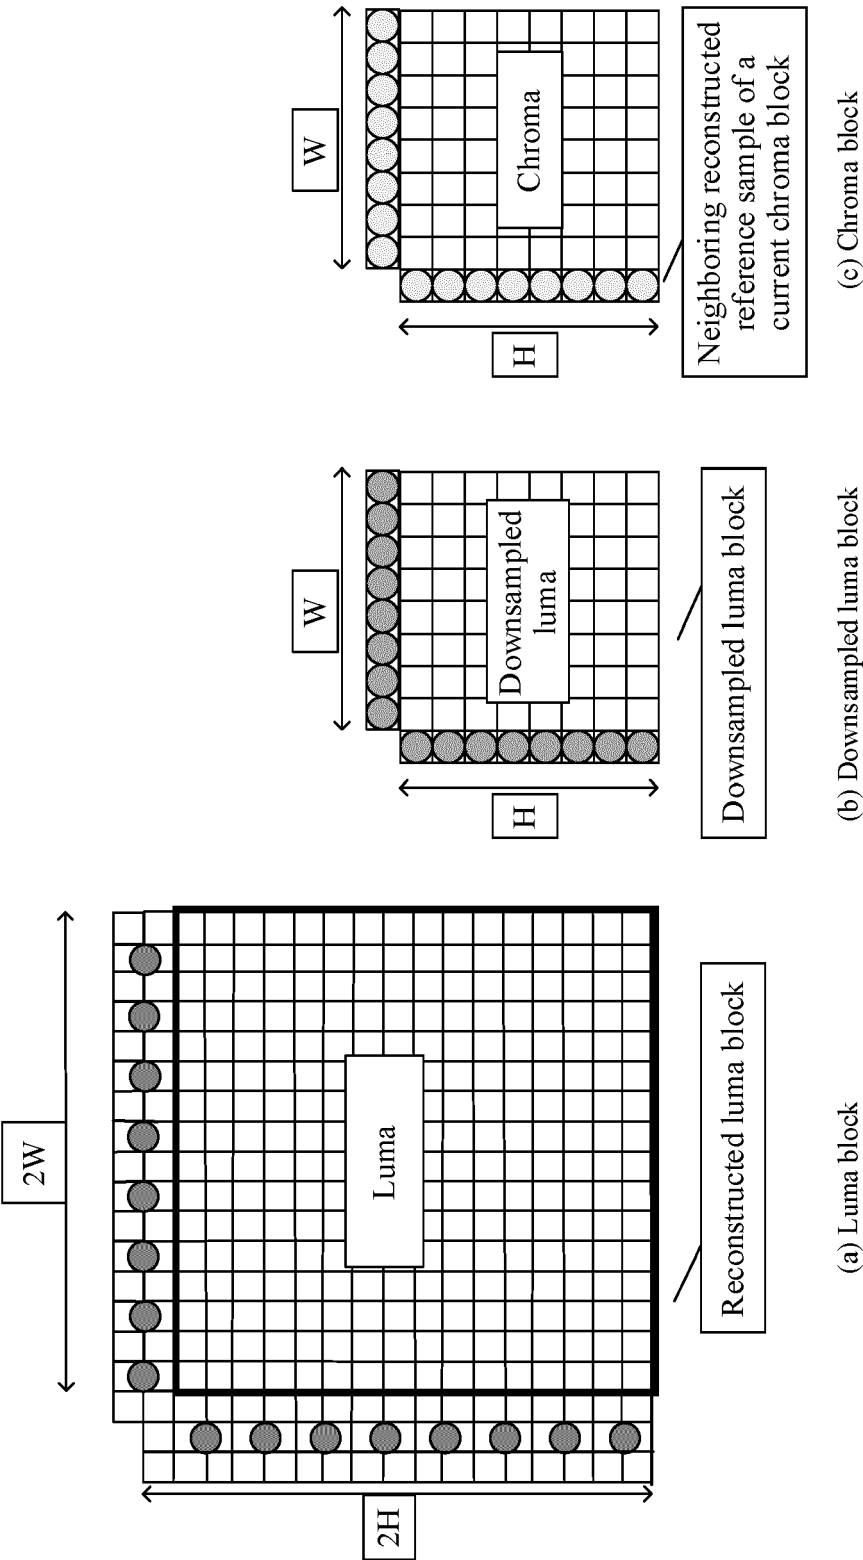 2W
2H
Luma
Reconstructed luma block
(a) Luma block
W
H
Downsampled
luma
Downsampled luma block
(b) Downsampled luma block
W
H
Chroma
Neighboring reconstructed
reference sample of a
current chroma block
(c) Chroma block